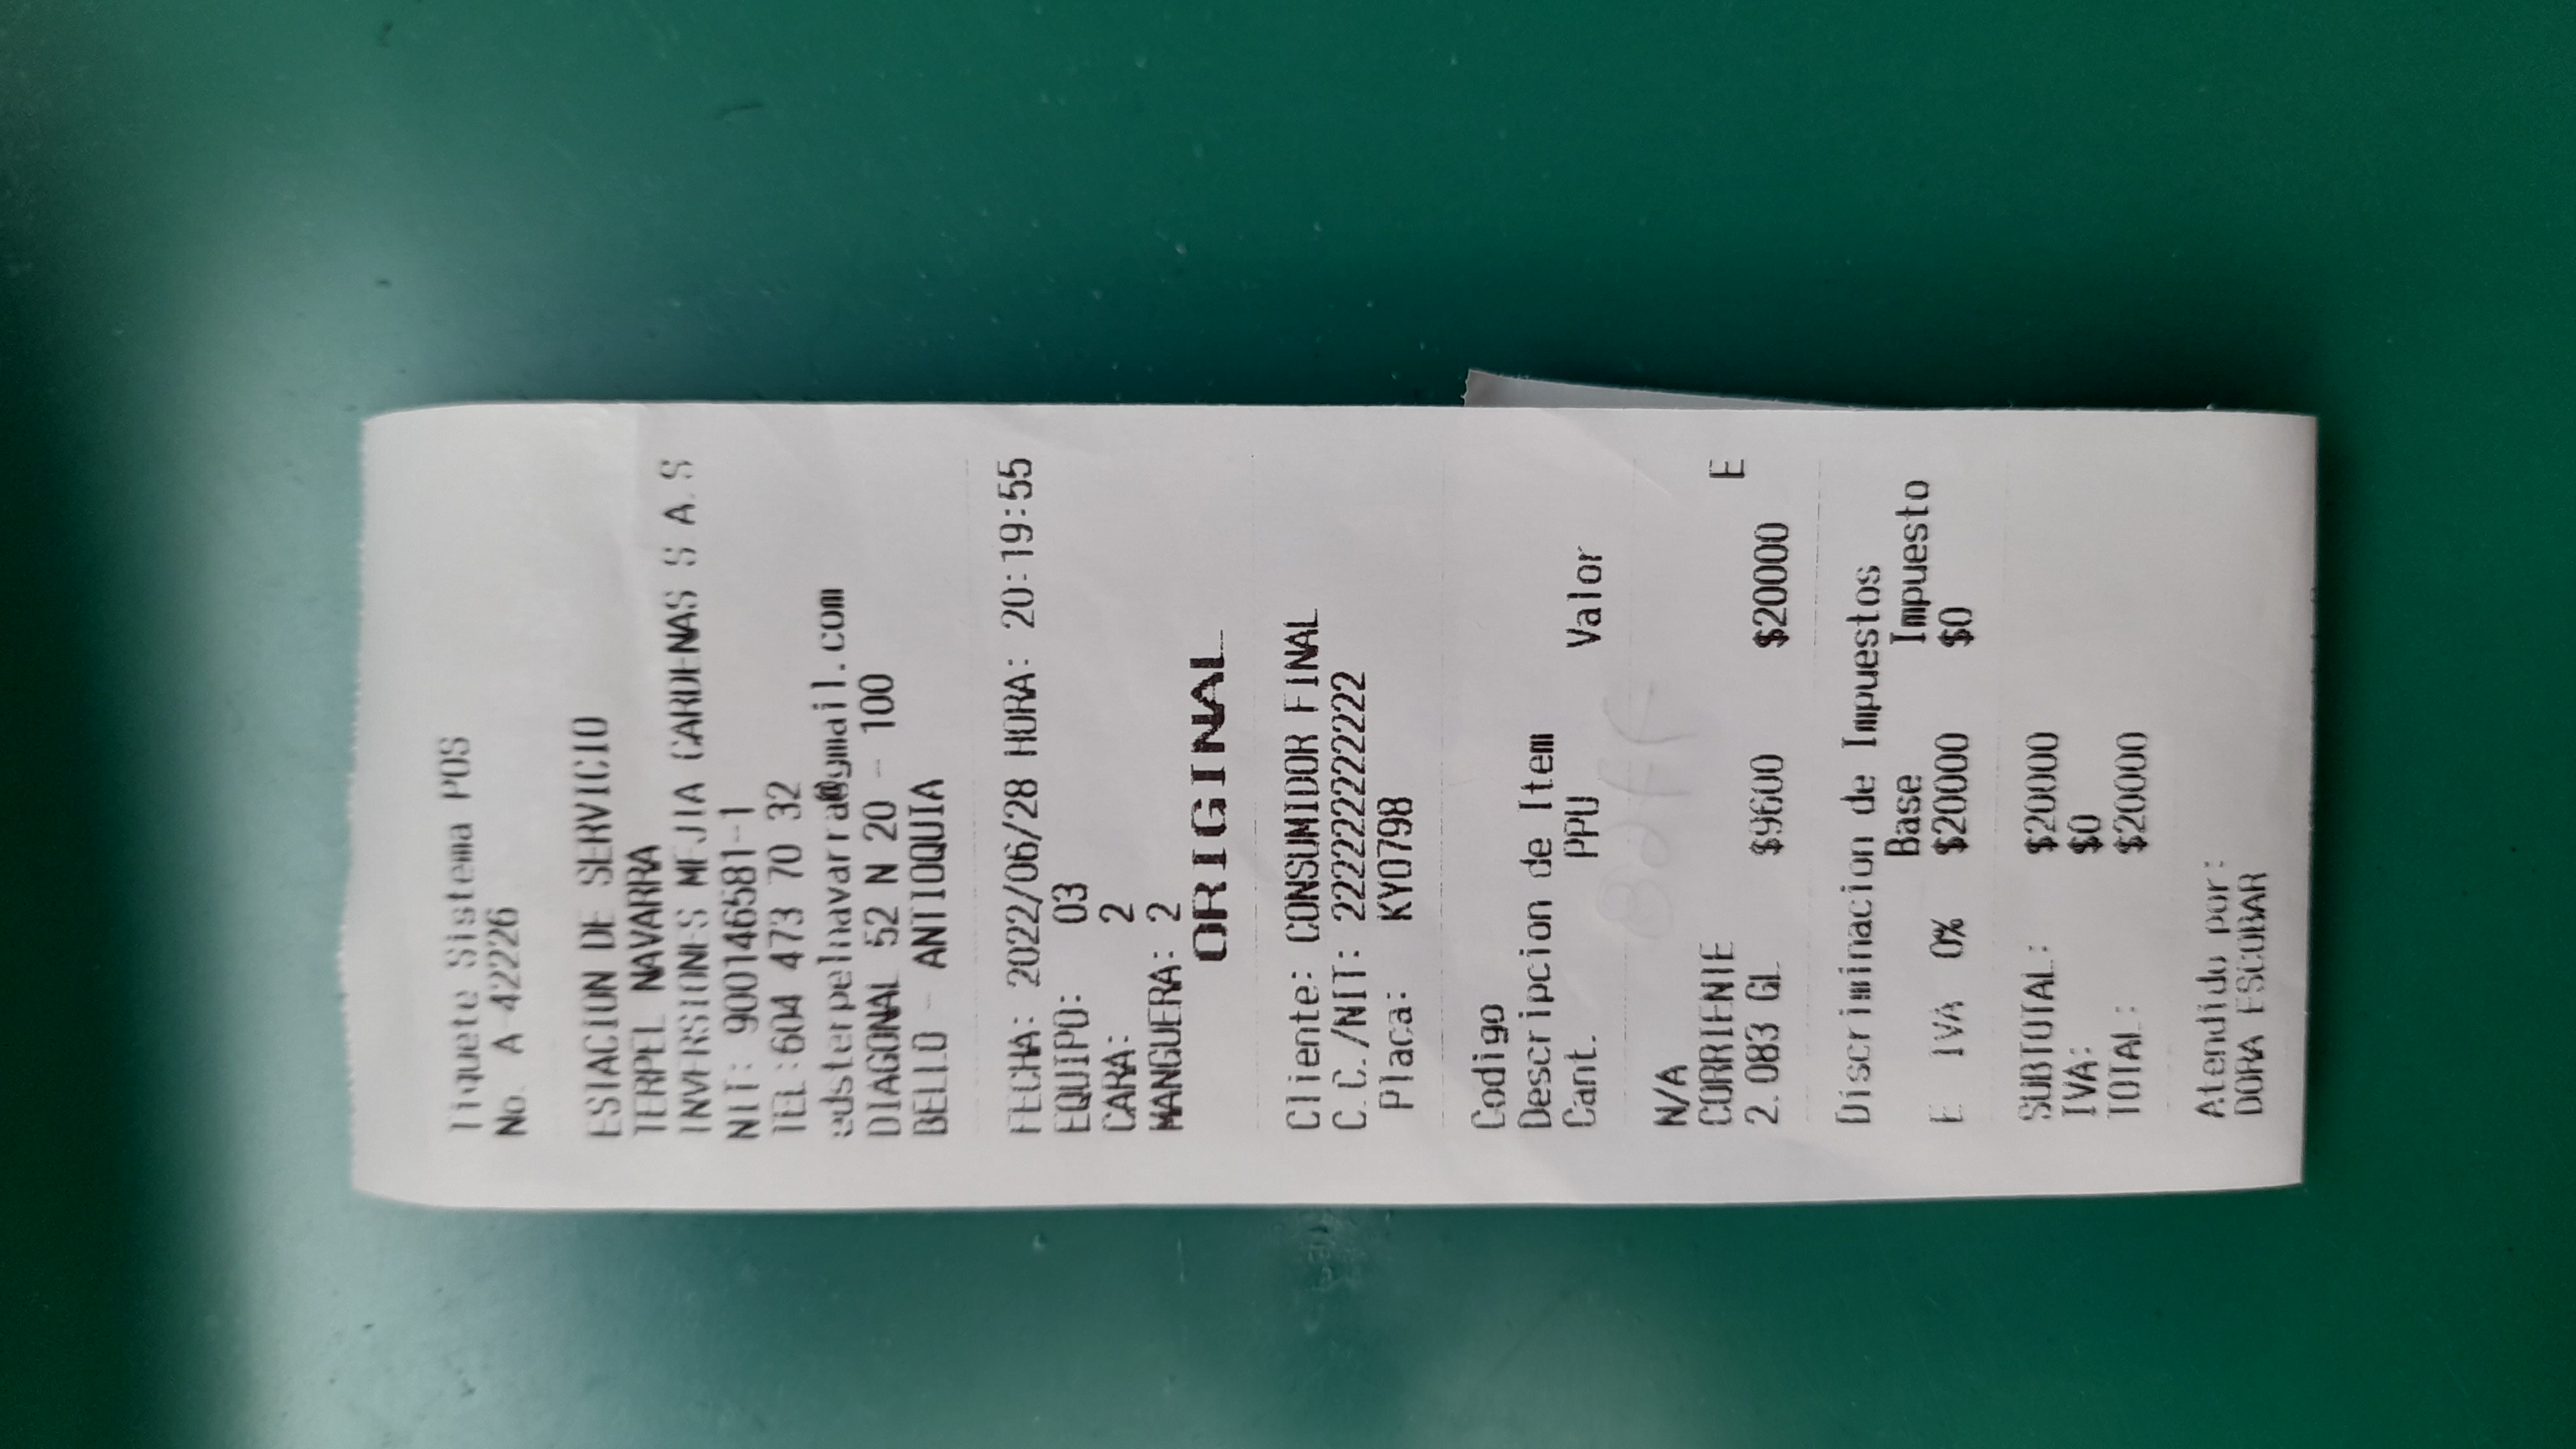 Tiquete Sistema POS
No. A-42226
ESTACION DE SERVICIO
TERPEL NAVARRA
INVERSIONES MEJIA CARDENAS S A.S
NIT: 900146581-1
TEL:604 473 70 32
edsterpelnavarra@gmail.com
DIAGONAL 52 N 20 - 100
BELLO - ANTIOQUIA
FECHA: 2022/06/28 HORA: 20:19:55
EQUIPO: 03
CARA: 2
MANGUERA: 2
ORIGINAL
Cliente: CONSUMIDOR FINAL
C.C./NIT: 222222222222
Placa: KYO798
Codigo
Descripcion de Item
Cant. PPU Valor
N/A
CORRIENTE E
2.083 GL $9600 $20000
Discriminacion de Impuestos
Base Impuesto
E IVA 0% $20000 $0
SUBTOTAL: $20000
IVA: $0
TOTAL: $20000
Atendido por:
DORA ESCOBAR